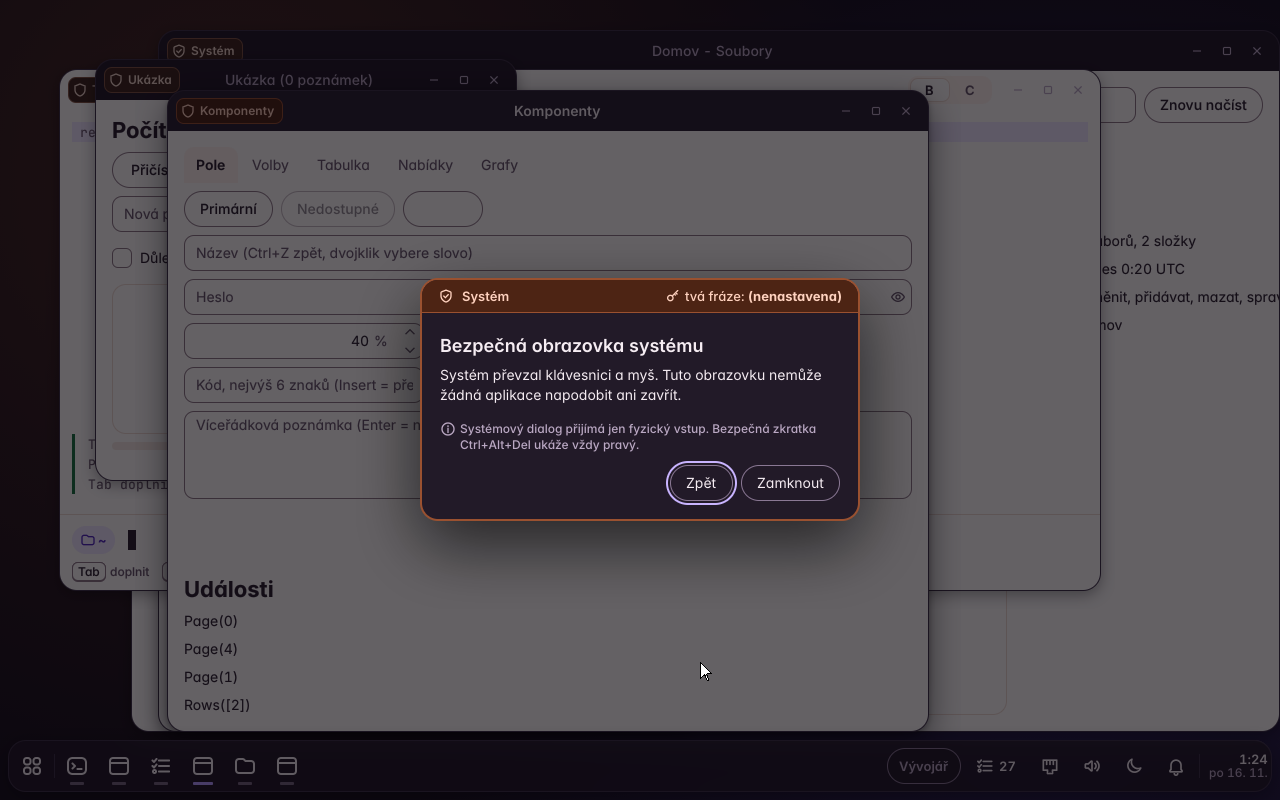 Systém
Domov - Soubory
Ukázka
Ukázka (0 poznámek)
B
C
Komponenty
Komponenty
Znovu načíst
re
Počít
Přičís
Nová p
Důle
Pole
Volby
Tabulka
Nabídky
Grafy
Primární
Nedostupné
Název (Ctrl+Z zpět, dvojklik vybere slovo)
Heslo
40 %
Kód, nejvýš 6 znaků (Insert = pře
Víceřádková poznámka (Enter = n
borů, 2 složky
es 0:20 UTC
ěnit, přidávat, mazat, sprav
nov
Systém
tvá fráze: (nenastavena)
Bezpečná obrazovka systému
Systém převzal klávesnici a myš. Tuto obrazovku nemůže
žádná aplikace napodobit ani zavřít.
Systémový dialog přijímá jen fyzický vstup. Bezpečná zkratka
Ctrl+Alt+Del ukáže vždy pravý.
Zpět
Zamknout
T
P
Tab doplni
~
Tab doplnit
Události
Page(0)
Page(4)
Page(1)
Rows([2])
Vývojář
27
1:24
po 16. 11.